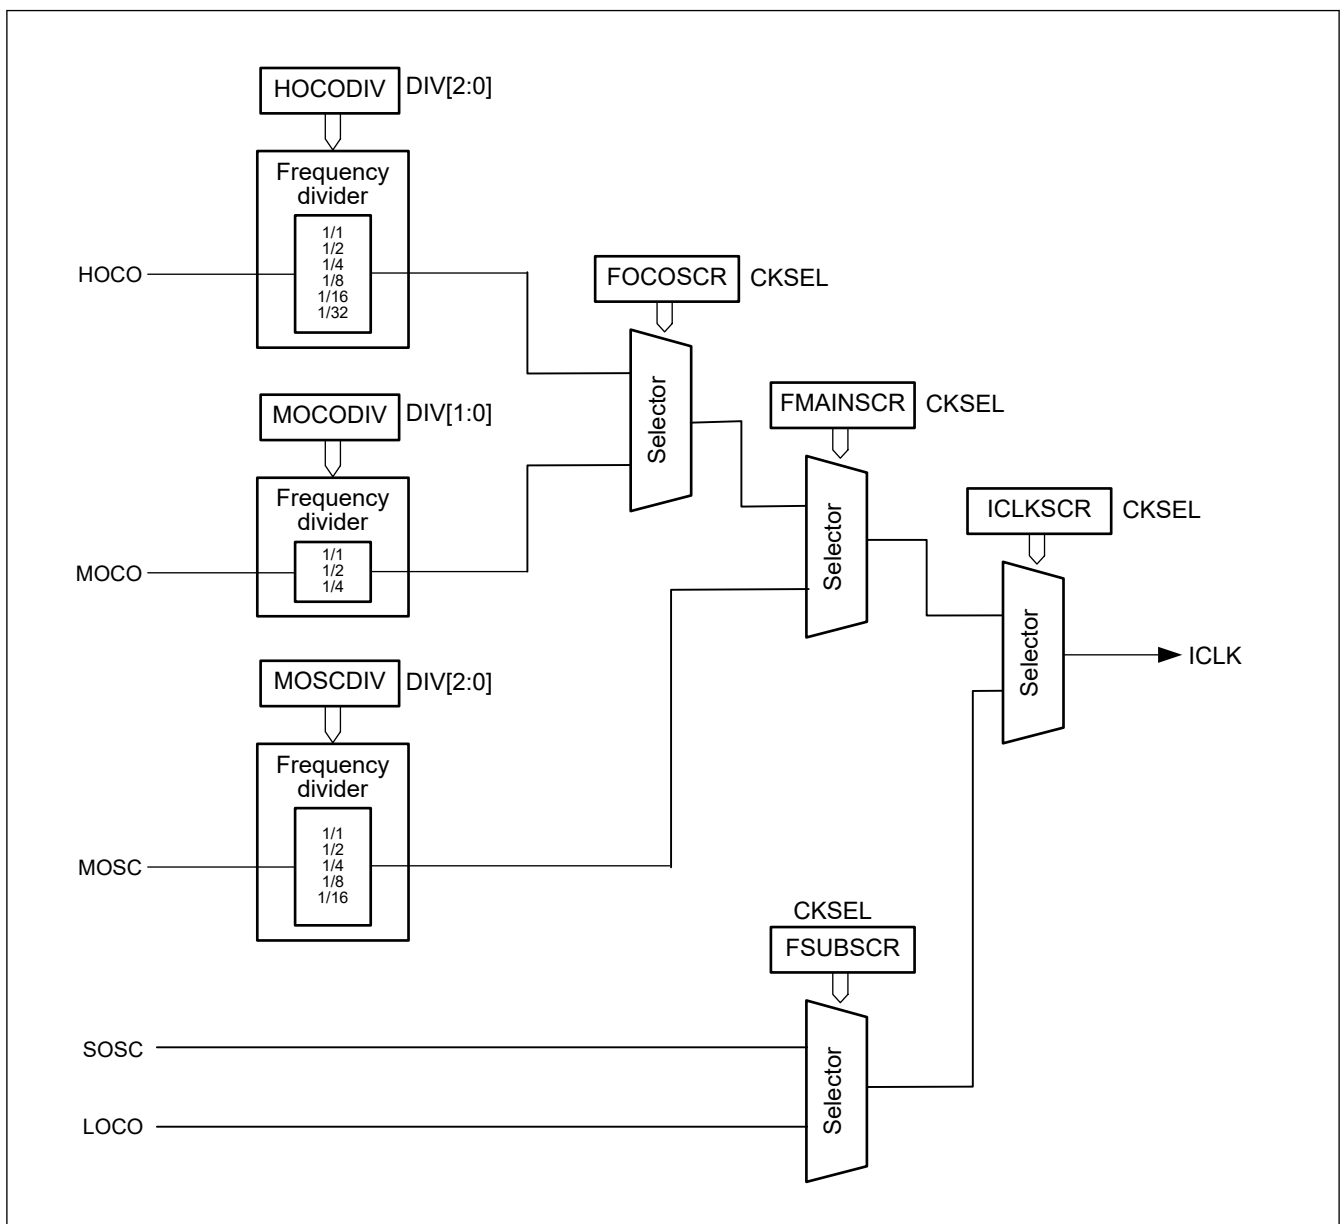 HOCODIV DIV[2:0]
Frequency
divider
1/1
1/2
1/4
1/8
1/16
1/32
HOCO
FOCOSCR CKSEL
Selector
MOCODIV DIV[1:0]
Frequency
divider
1/1
1/2
1/4
MOCO
FMAINSCR CKSEL
Selector
ICLKSCR CKSEL
Selector
ICLK
MOSCDIV DIV[2:0]
Frequency
divider
1/1
1/2
1/4
1/8
1/16
MOSC
CKSEL
FSUBSCR
Selector
SOSC
LOCO